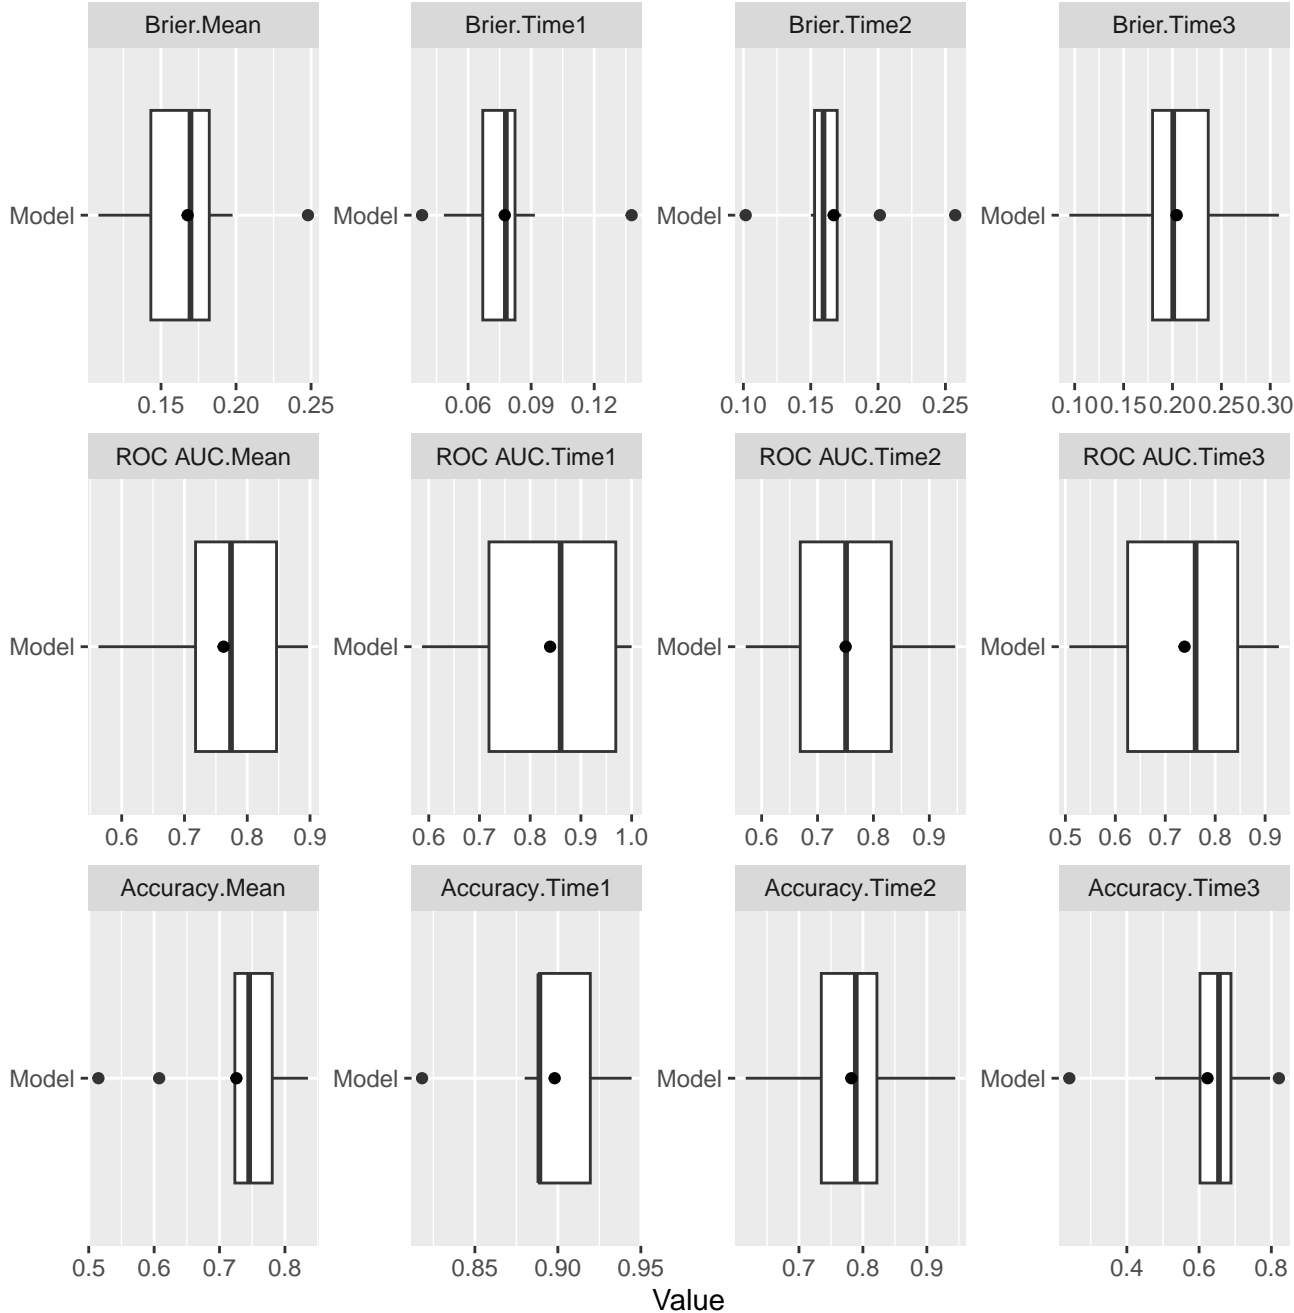 Brier.Mean Brier.Time1 Brier.Time2 Brier.Time3
Model Model Model Model
0.15 0.20 0.25 0.06 0.09 0.12 0.10 0.15 0.20 0.25 0.10 0.15 0.20 0.25 0.30
ROC AUC.Mean ROC AUC.Time1 ROC AUC.Time2 ROC AUC.Time3
Model Model Model Model
0.6 0.7 0.8 0.9 0.6 0.7 0.8 0.9 1.0 0.6 0.7 0.8 0.9 0.5 0.6 0.7 0.8 0.9
Accuracy.Mean Accuracy.Time1 Accuracy.Time2 Accuracy.Time3
Model Model Model Model
0.5 0.6 0.7 0.8 0.85 0.90 0.95 0.7 0.8 0.9 0.4 0.6 0.8
Value